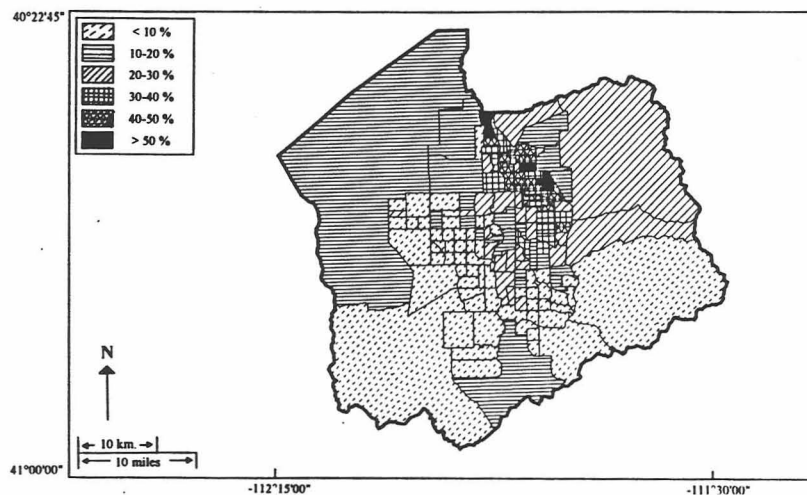 40°22'45"
< 10 %
10-20 %
20-30 %
30-40 %
40-50 %
> 50 %
N
10 km.
10 miles
41°00'00"
-112°15'00"
-111°30'00"